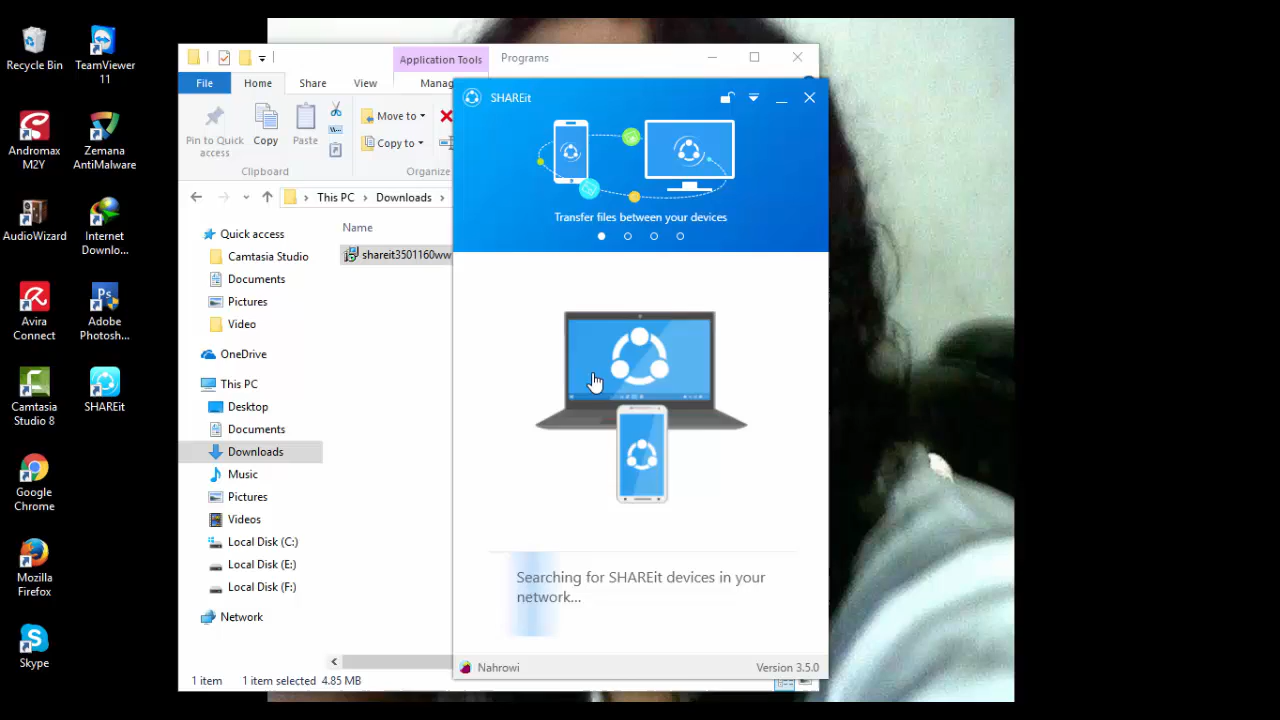 Recycle Bin
TeamViewer
11
Andromax
M2Y
Zemana
AntiMalware
AudioWizard
Internet
Downlo...
Avira
Connect
Adobe
Photosh...
Camtasia
Studio 8
SHAREit
Google
Chrome
Mozilla
Firefox
Skype
Application Tools
Programs
File
Home
Share
View
Manag
Pin to Quick
access
Copy
Paste
Move to
Copy to
Clipboard
Organize
This PC
Downloads
Name
shareit3501160ww
Quick access
Camtasia Studio
Documents
Pictures
Video
OneDrive
This PC
Desktop
Documents
Downloads
Music
Pictures
Videos
Local Disk (C:)
Local Disk (E:)
Local Disk (F:)
Network
1 item
1 item selected
4.85 MB
SHAREit
Transfer files between your devices
Searching for SHAREit devices in your
network...
Nahrowi
Version 3.5.0